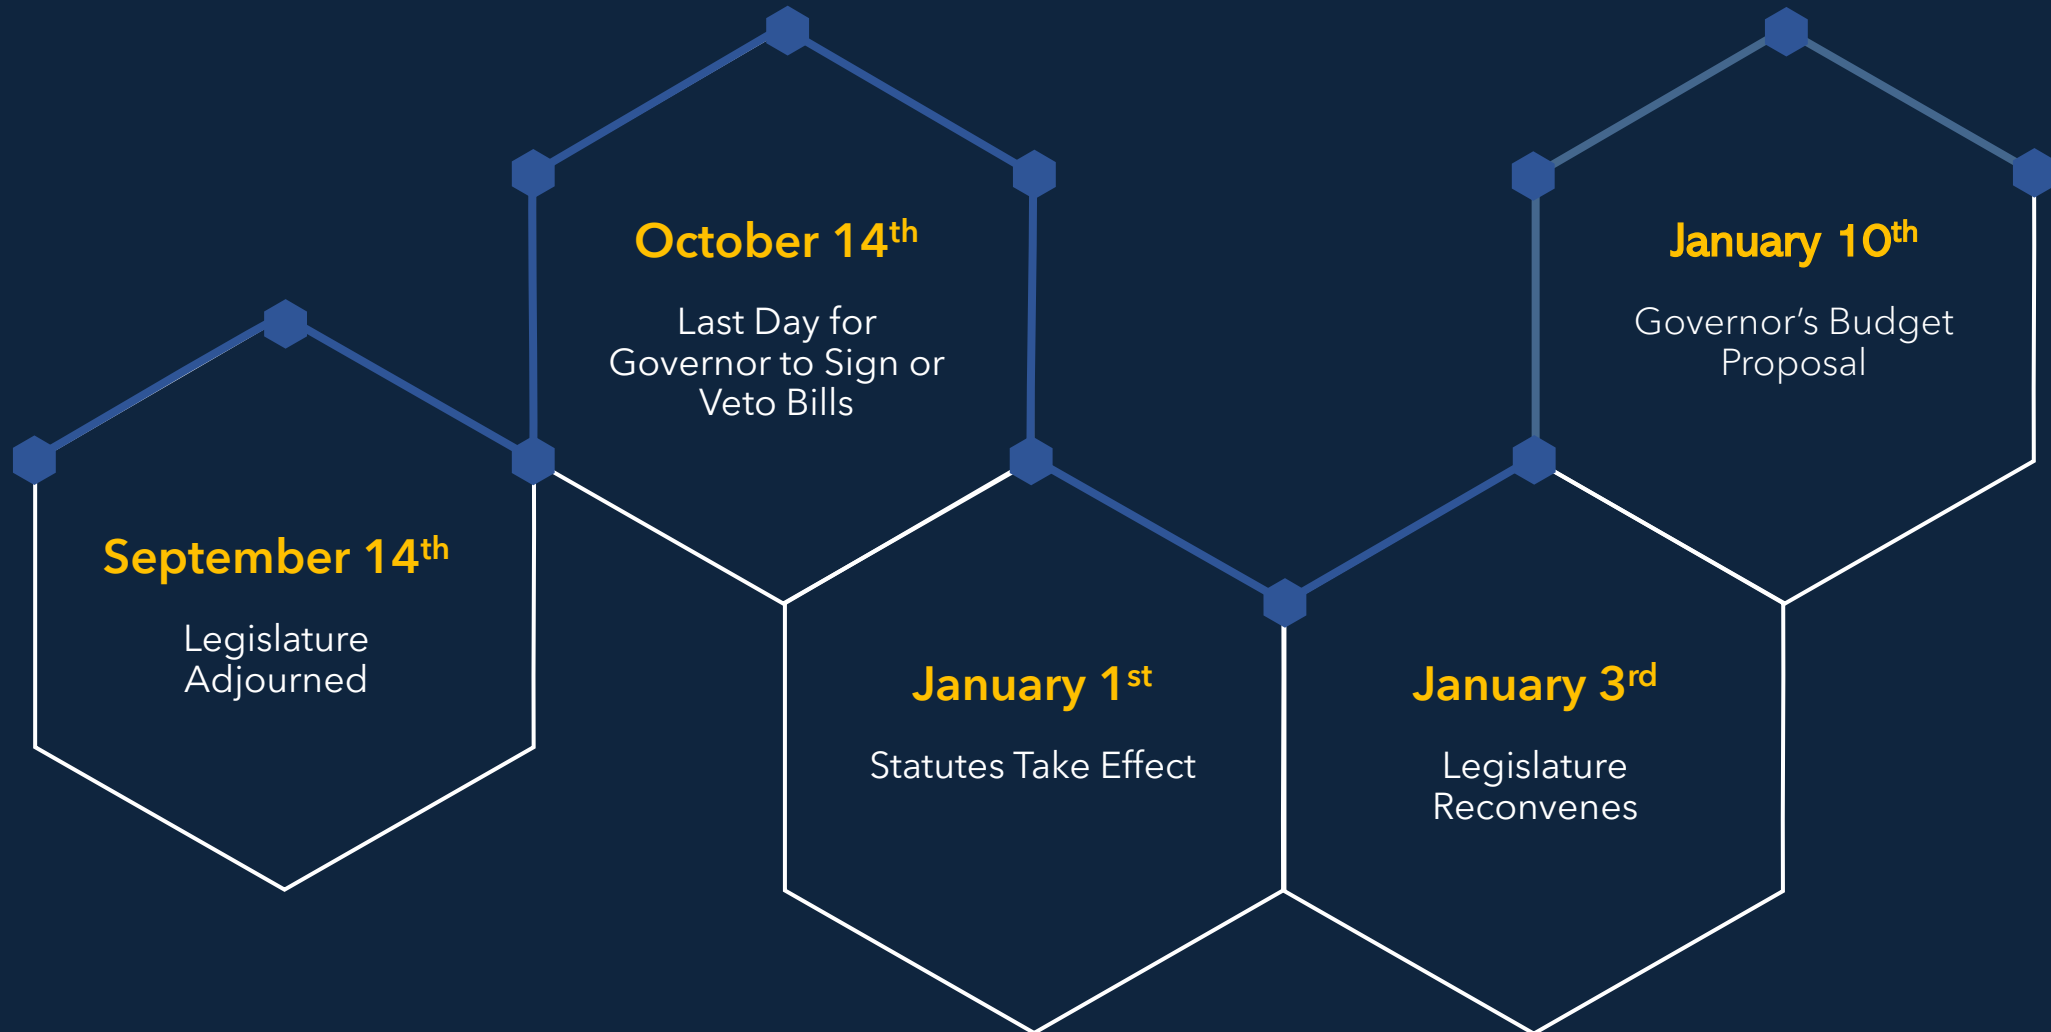 September 14th
Legislature
Adjourned
October 14th
Last Day for
Governor to Sign or
Veto Bills
January 1st
Statutes Take Effect
January 3rd
Legislature
Reconvenes
January 10th
Governor’s Budget
Proposal